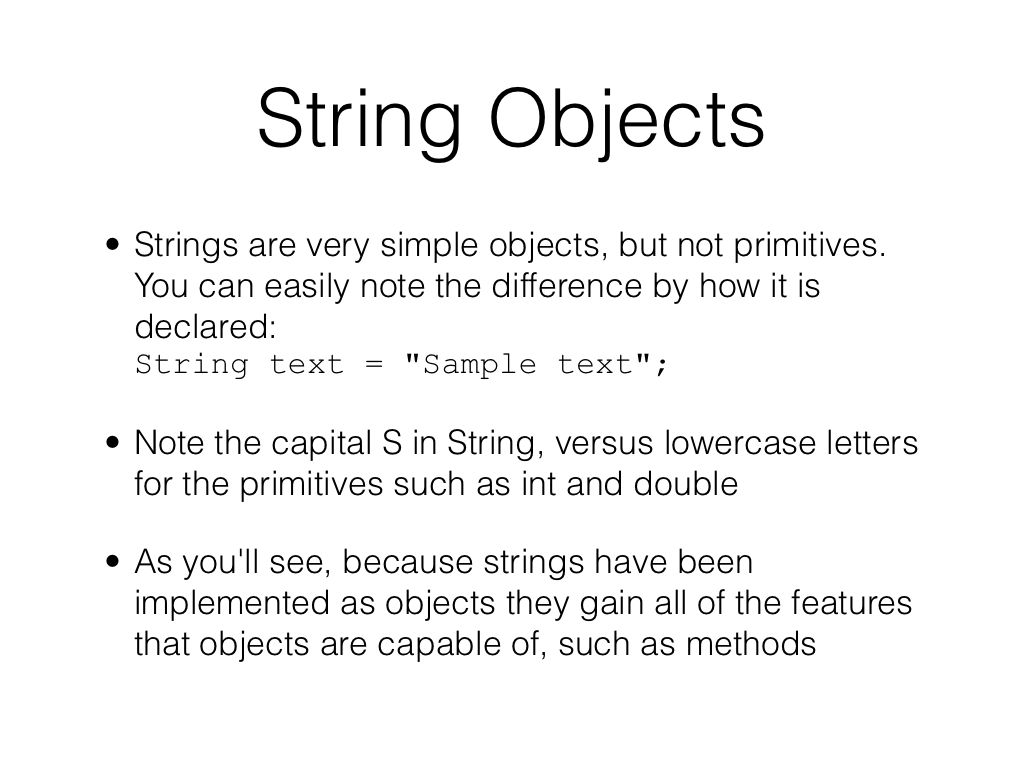 String Objects
• Strings are very simple objects, but not primitives.
You can easily note the difference by how it is
declared:
String text = "Sample text";
• Note the capital S in String, versus lowercase letters
for the primitives such as int and double
• As you'll see, because strings have been
implemented as objects they gain all of the features
that objects are capable of, such as methods